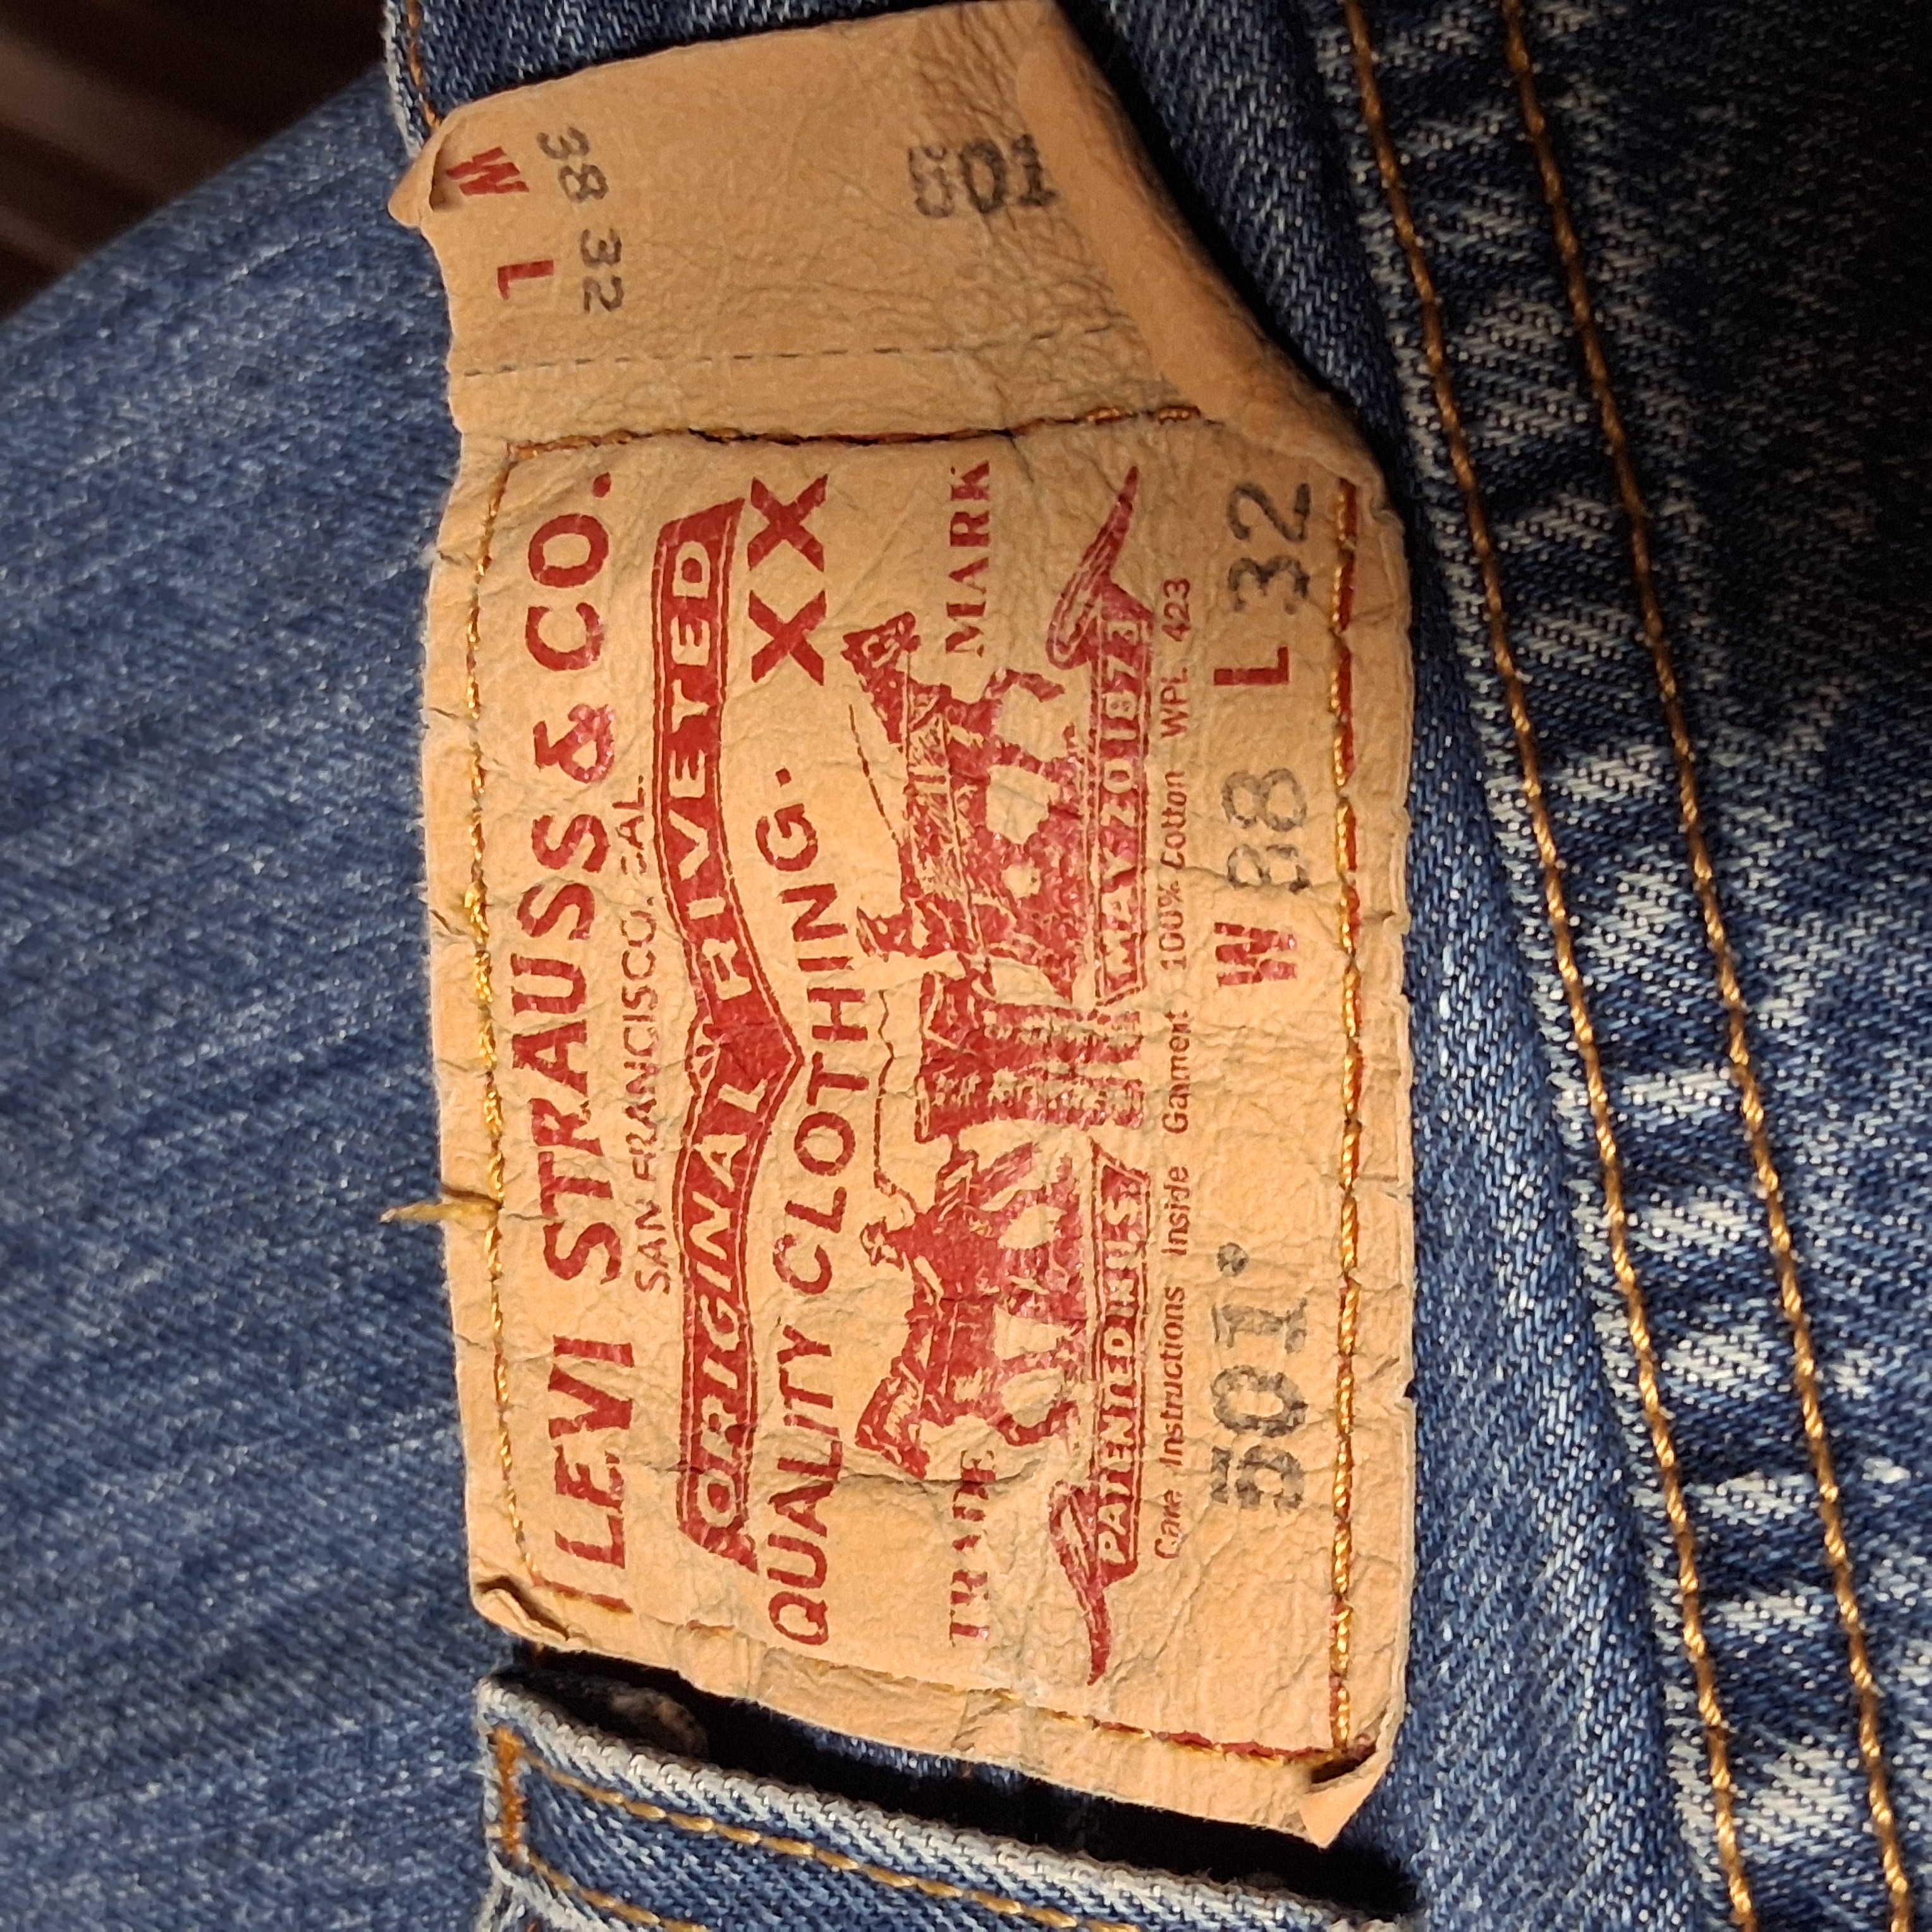 LEVI STRAUSS & CO.
SAN FRANCISCO, CAL.
ORIGINAL RIVETED
QUALITY CLOTHING. XX
TRADE MARK
PATENTED IN U.S. MAY 20 1873
Care Instructions Inside Garment 100% Cotton WPL 423
501® W 38 L 32
W L
38 32
501